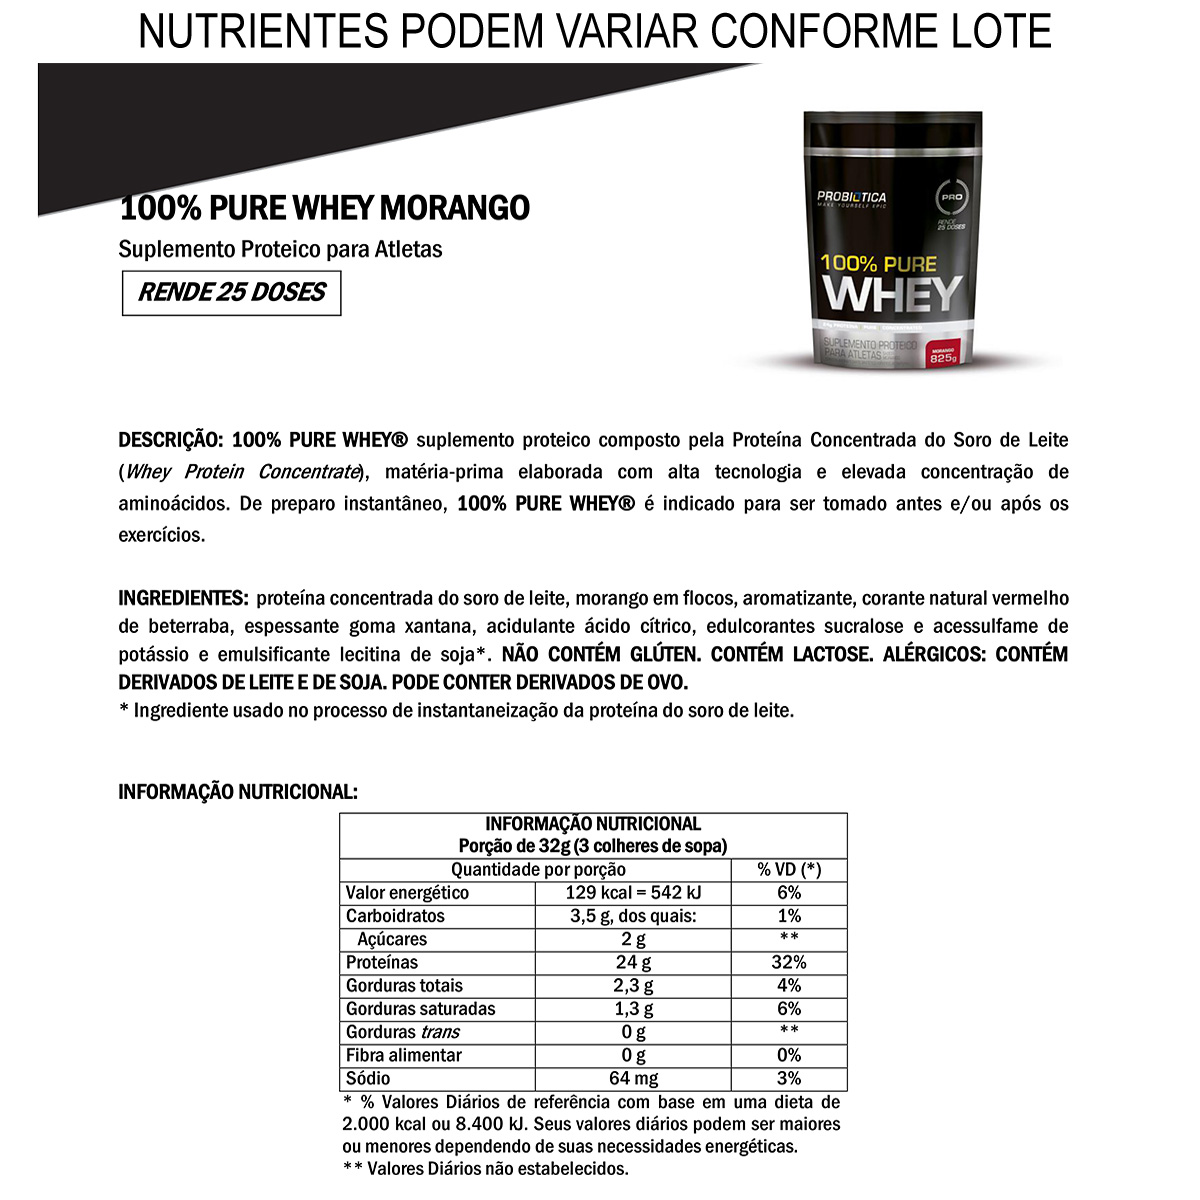 NUTRIENTES PODEM VARIAR CONFORME LOTE
PROBIÓTICA
MAKE YOURSELF EPIC
PRO
RENDE
25 DOSES
100% PURE
WHEY
SUPLEMENTO PROTEICO
PARA ATLETAS
MORANGO
825g
100% PURE WHEY MORANGO
Suplemento Proteico para Atletas
RENDE 25 DOSES
DESCRIÇÃO: 100% PURE WHEY® suplemento proteico composto pela Proteína Concentrada do Soro de Leite
(Whey Protein Concentrate), matéria-prima elaborada com alta tecnologia e elevada concentração de
aminoácidos. De preparo instantâneo, 100% PURE WHEY® é indicado para ser tomado antes e/ou após os
exercícios.
INGREDIENTES: proteína concentrada do soro de leite, morango em flocos, aromatizante, corante natural vermelho
de beterraba, espessante goma xantana, acidulante ácido cítrico, edulcorantes sucralose e acessulfame de
potássio e emulsificante lecitina de soja*. NÃO CONTÉM GLÚTEN. CONTÉM LACTOSE. ALÉRGICOS: CONTÉM
DERIVADOS DE LEITE E DE SOJA. PODE CONTER DERIVADOS DE OVO.
* Ingrediente usado no processo de instantaneização da proteína do soro de leite.
INFORMAÇÃO NUTRICIONAL:
INFORMAÇÃO NUTRICIONAL
Porção de 32g (3 colheres de sopa)
Quantidade por porção % VD (*)
Valor energético 129 kcal = 542 kJ 6%
Carboidratos 3,5 g, dos quais: 1%
Açúcares 2 g **
Proteínas 24 g 32%
Gorduras totais 2,3 g 4%
Gorduras saturadas 1,3 g 6%
Gorduras trans 0 g **
Fibra alimentar 0 g 0%
Sódio 64 mg 3%
* % Valores Diários de referência com base em uma dieta de
2.000 kcal ou 8.400 kJ. Seus valores diários podem ser maiores
ou menores dependendo de suas necessidades energéticas.
** Valores Diários não estabelecidos.